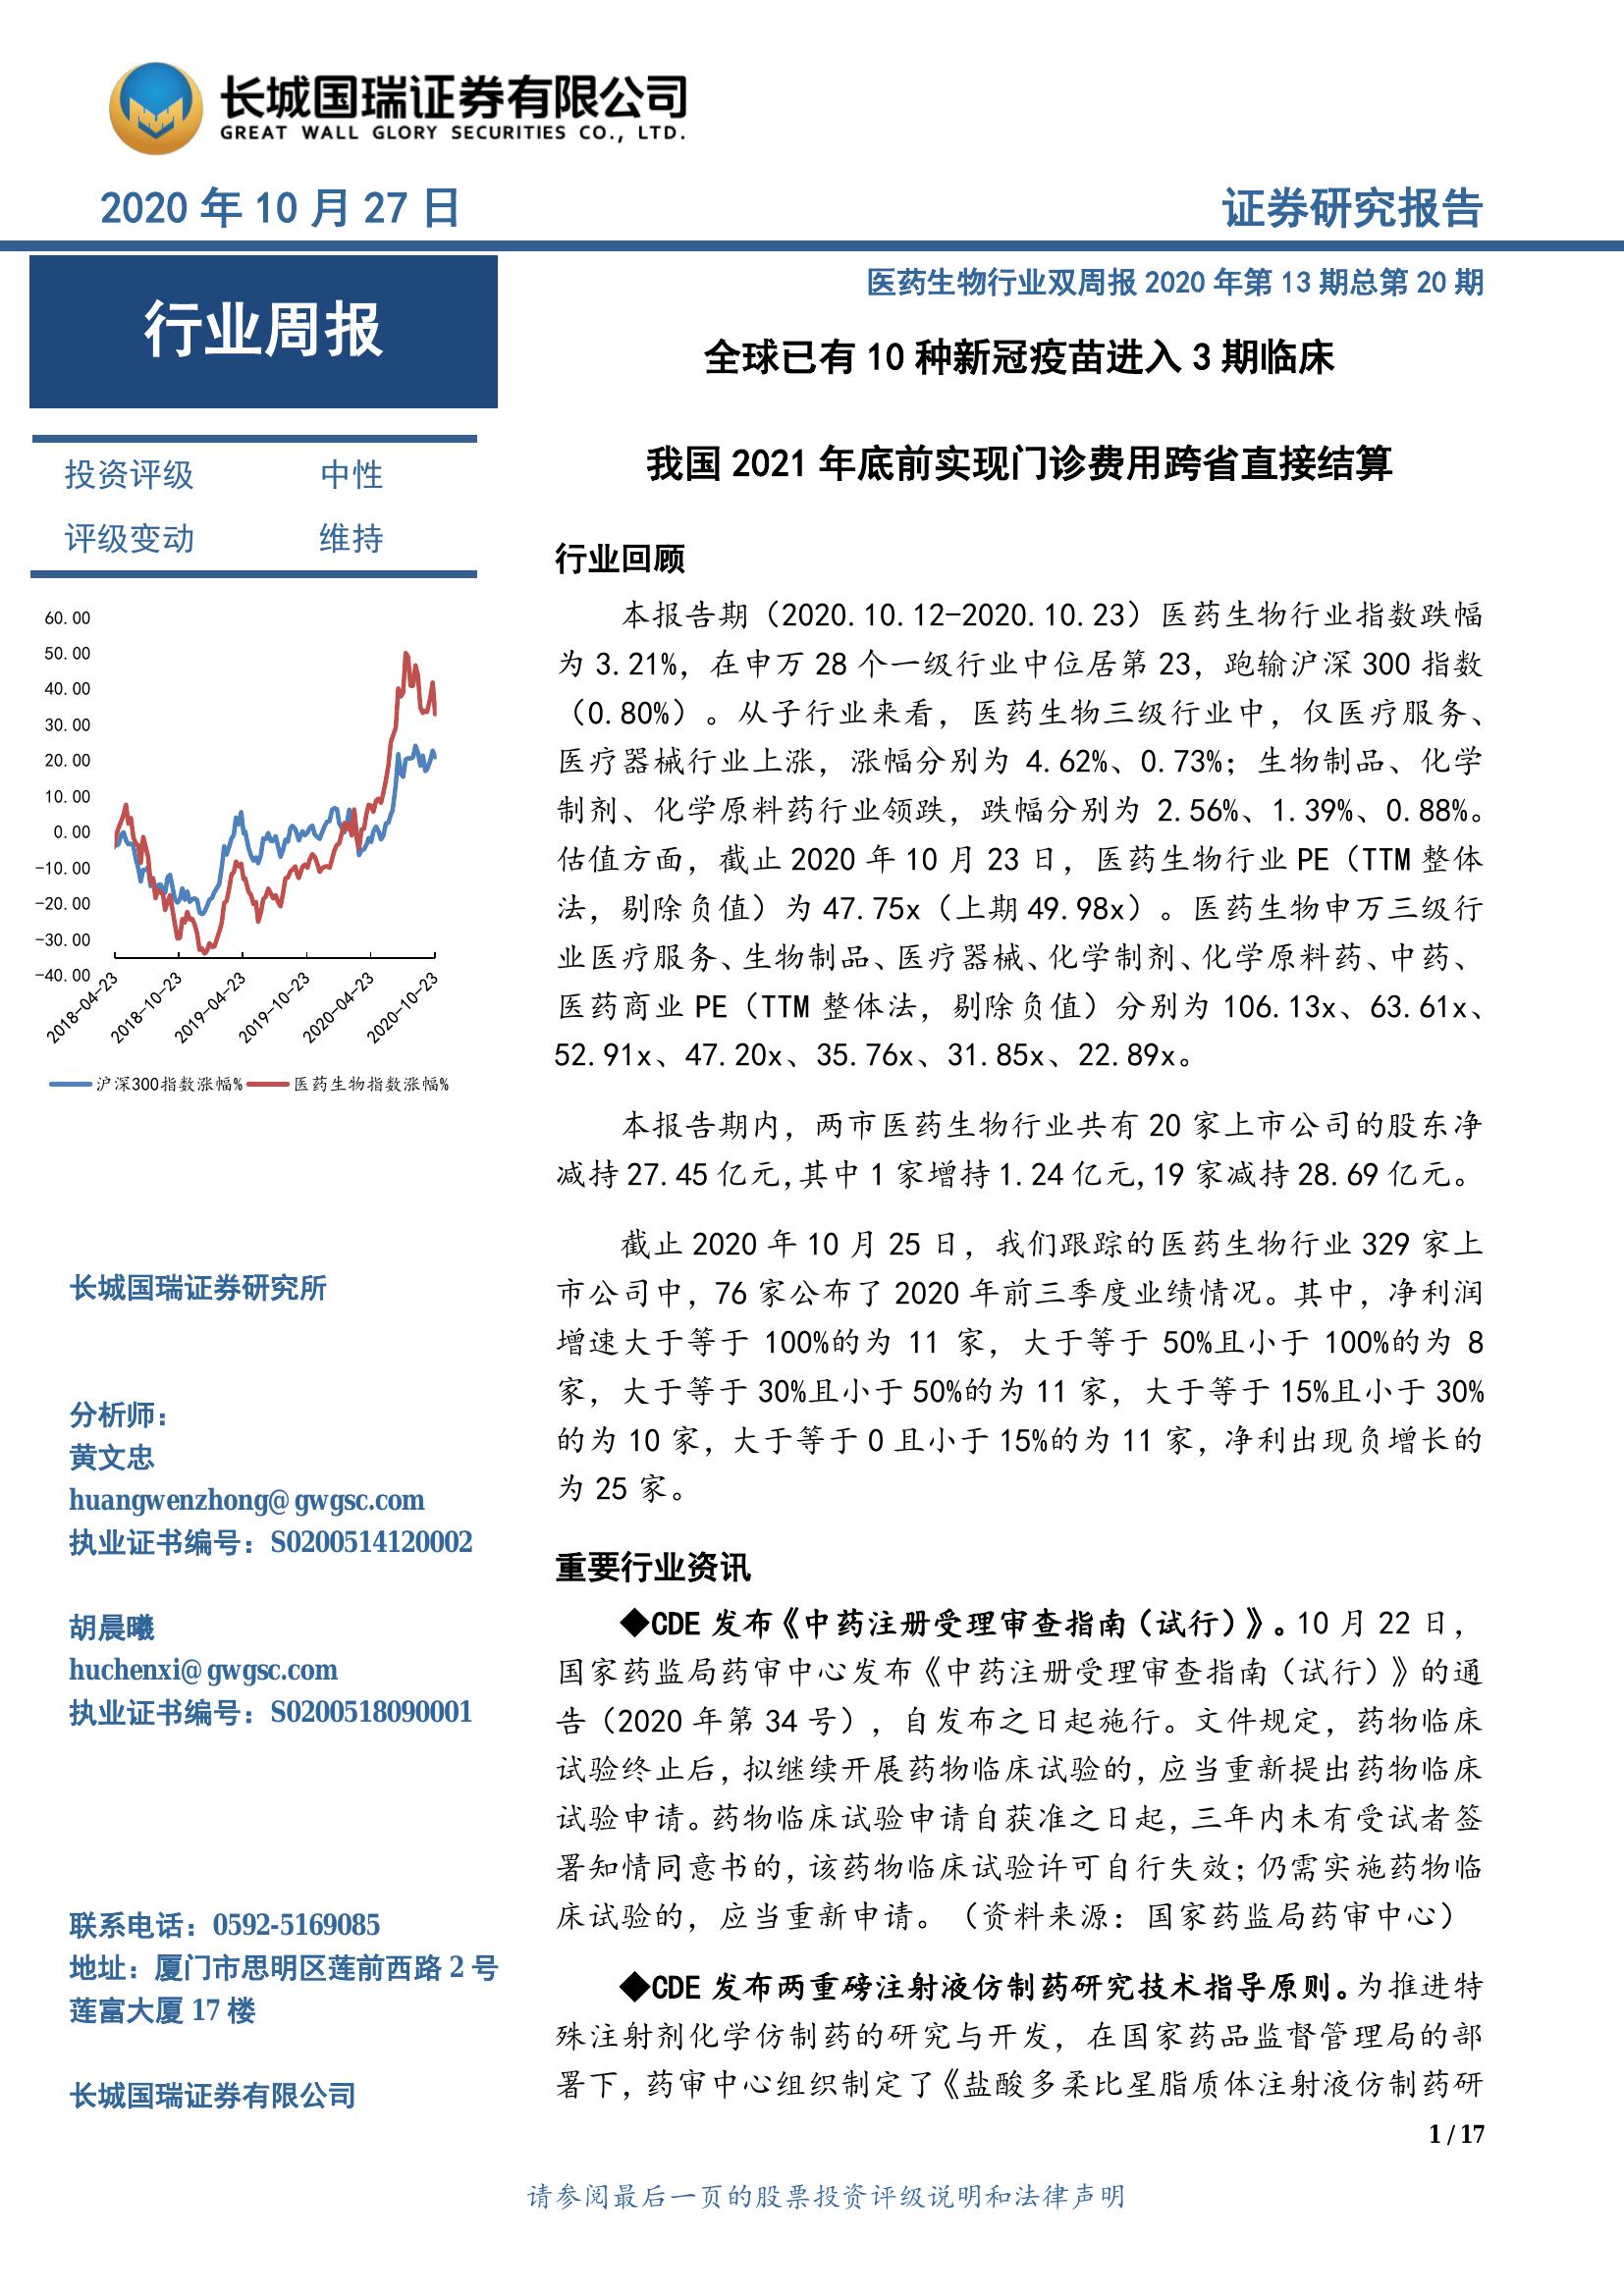 长城国瑞证券有限公司
GREAT WALL GLORY SECURITIES CO., LTD.
2020 年 10 月 27 日
证券研究报告
行业周报
投资评级 中性
评级变动 维持
60.00
50.00
40.00
30.00
20.00
10.00
0.00
-10.00
-20.00
-30.00
-40.00
2018-04-23
2018-10-23
2019-04-23
2019-10-23
2020-04-23
2020-10-23
沪深300指数涨幅% 医药生物指数涨幅%
长城国瑞证券研究所
分析师：
黄文忠
huangwenzhong@gwgsc.com
执业证书编号：S0200514120002
胡晨曦
huchenxi@gwgsc.com
执业证书编号：S0200518090001
联系电话：0592-5169085
地址：厦门市思明区莲前西路 2 号
莲富大厦 17 楼
长城国瑞证券有限公司
医药生物行业双周报 2020 年第 13 期总第 20 期
全球已有 10 种新冠疫苗进入 3 期临床
我国 2021 年底前实现门诊费用跨省直接结算
行业回顾
本报告期（2020.10.12-2020.10.23）医药生物行业指数跌幅
为 3.21%，在申万 28 个一级行业中位居第 23，跑输沪深 300 指数
（0.80%）。从子行业来看，医药生物三级行业中，仅医疗服务、
医疗器械行业上涨，涨幅分别为 4.62%、0.73%；生物制品、化学
制剂、化学原料药行业领跌，跌幅分别为 2.56%、1.39%、0.88%。
估值方面，截止 2020 年 10 月 23 日，医药生物行业 PE（TTM 整体
法，剔除负值）为 47.75x（上期 49.98x）。医药生物申万三级行
业医疗服务、生物制品、医疗器械、化学制剂、化学原料药、中药、
医药商业 PE（TTM 整体法，剔除负值）分别为 106.13x、63.61x、
52.91x、47.20x、35.76x、31.85x、22.89x。
本报告期内，两市医药生物行业共有 20 家上市公司的股东净
减持 27.45 亿元，其中 1 家增持 1.24 亿元，19 家减持 28.69 亿元。
截止 2020 年 10 月 25 日，我们跟踪的医药生物行业 329 家上
市公司中，76 家公布了 2020 年前三季度业绩情况。其中，净利润
增速大于等于 100%的为 11 家，大于等于 50%且小于 100%的为 8
家，大于等于 30%且小于 50%的为 11 家，大于等于 15%且小于 30%
的为 10 家，大于等于 0 且小于 15%的为 11 家，净利出现负增长的
为 25 家。
重要行业资讯
◆CDE 发布《中药注册受理审查指南（试行）》。10 月 22 日，
国家药监局药审中心发布《中药注册受理审查指南（试行）》的通
告（2020 年第 34 号），自发布之日起施行。文件规定，药物临床
试验终止后，拟继续开展药物临床试验的，应当重新提出药物临床
试验申请。药物临床试验申请自获准之日起，三年内未有受试者签
署知情同意书的，该药物临床试验许可自行失效；仍需实施药物临
床试验的，应当重新申请。（资料来源：国家药监局药审中心）
◆CDE 发布两重磅注射液仿制药研究技术指导原则。为推进特
殊注射剂化学仿制药的研究与开发，在国家药品监督管理局的部
署下，药审中心组织制定了《盐酸多柔比星脂质体注射液仿制药研
1 / 17
请参阅最后一页的股票投资评级说明和法律声明